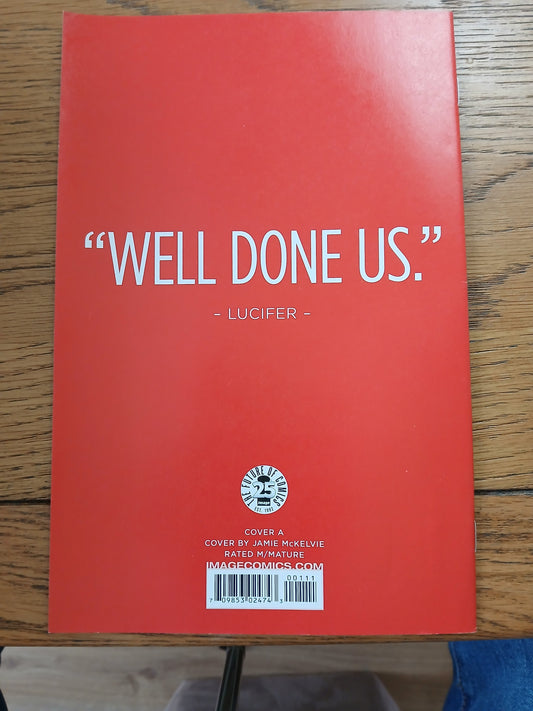 “WELL DONE US.”
– LUCIFER –
THE FUTURE OF COMICS
25
IMAGE
EST. 1992
COVER A
COVER BY JAMIE McKELVIE
RATED M/MATURE
IMAGECOMICS.COM
00111
7 09853 02474 3